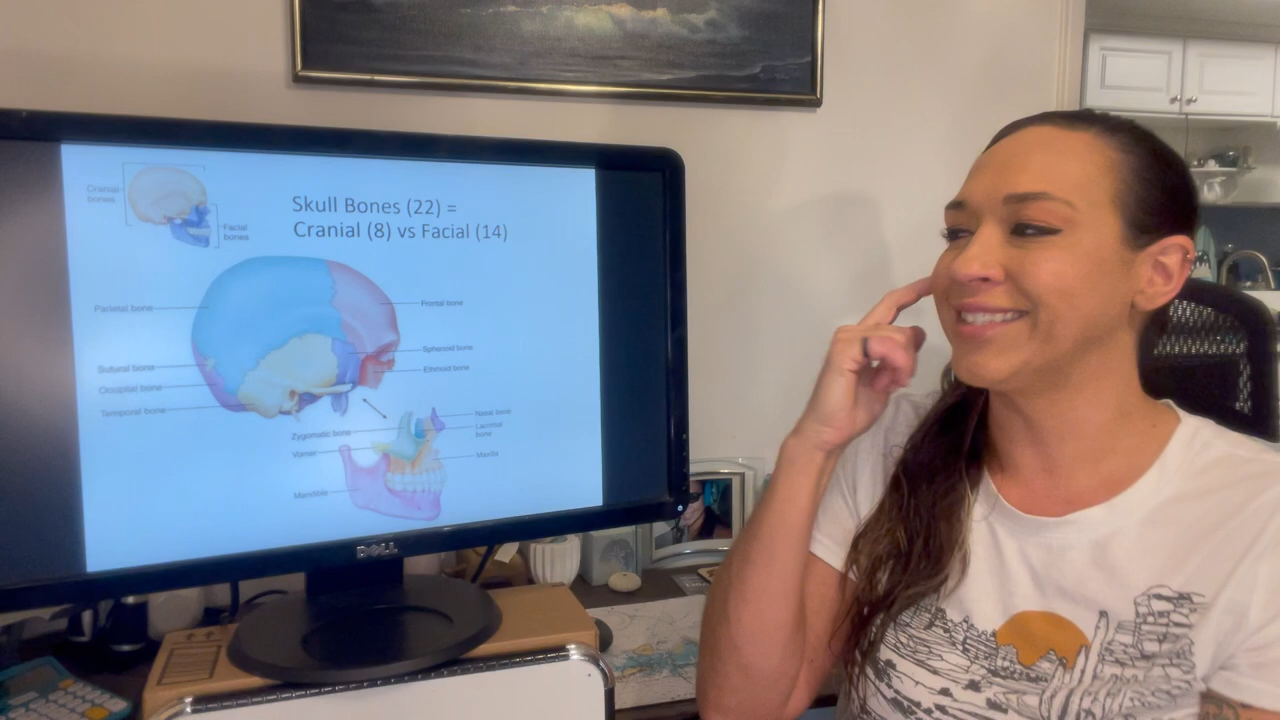 Cranial
bones
Skull Bones (22) =
Cranial (8) vs Facial (14)
Facial
bones
Parietal bone
Frontal bone
Sphenoid bone
Sutural bone
Ethmoid bone
Occipital bone
Temporal bone
Nasal bone
Zygomatic bone
Lacrimal
bone
Vomer
Maxilla
Mandible
DELL